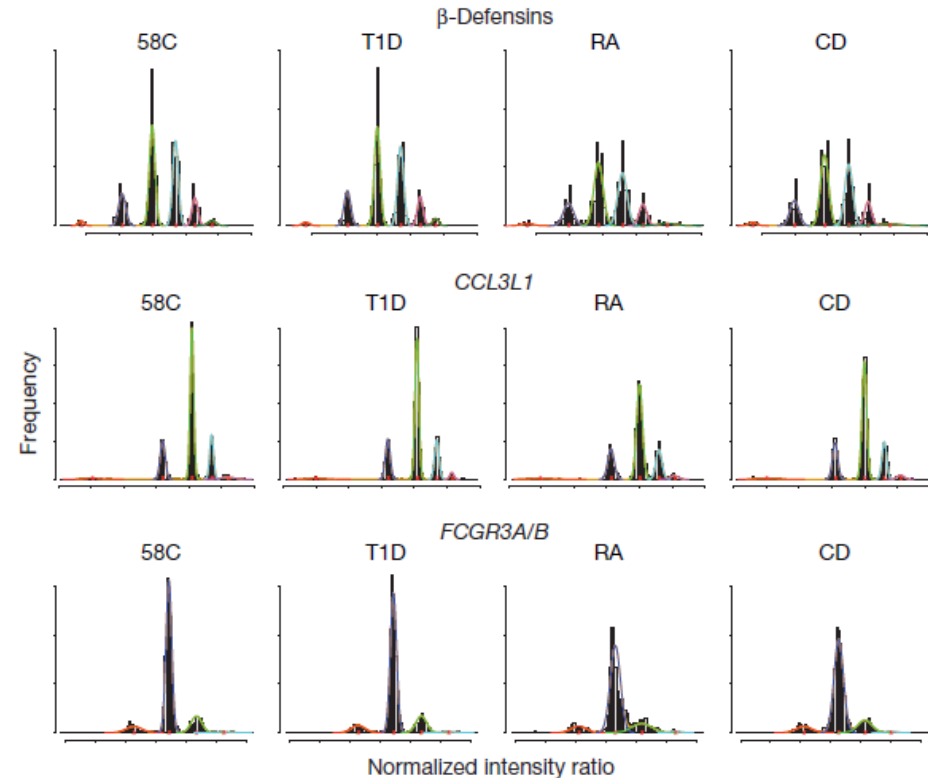 β-Defensins
58C T1D RA CD
CCL3L1
58C T1D RA CD
Frequency
FCGR3A/B
58C T1D RA CD
Normalized intensity ratio